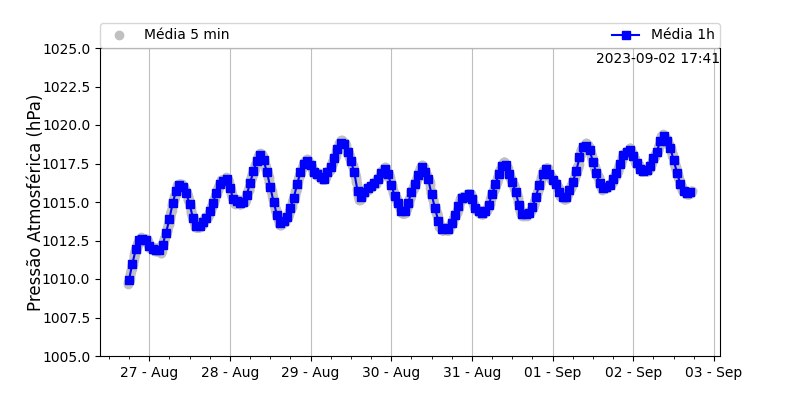 Média 5 min
Média 1h
2023-09-02 17:41
Pressão Atmosférica (hPa)
1025.0
1022.5
1020.0
1017.5
1015.0
1012.5
1010.0
1007.5
1005.0
27 - Aug
28 - Aug
29 - Aug
30 - Aug
31 - Aug
01 - Sep
02 - Sep
03 - Sep